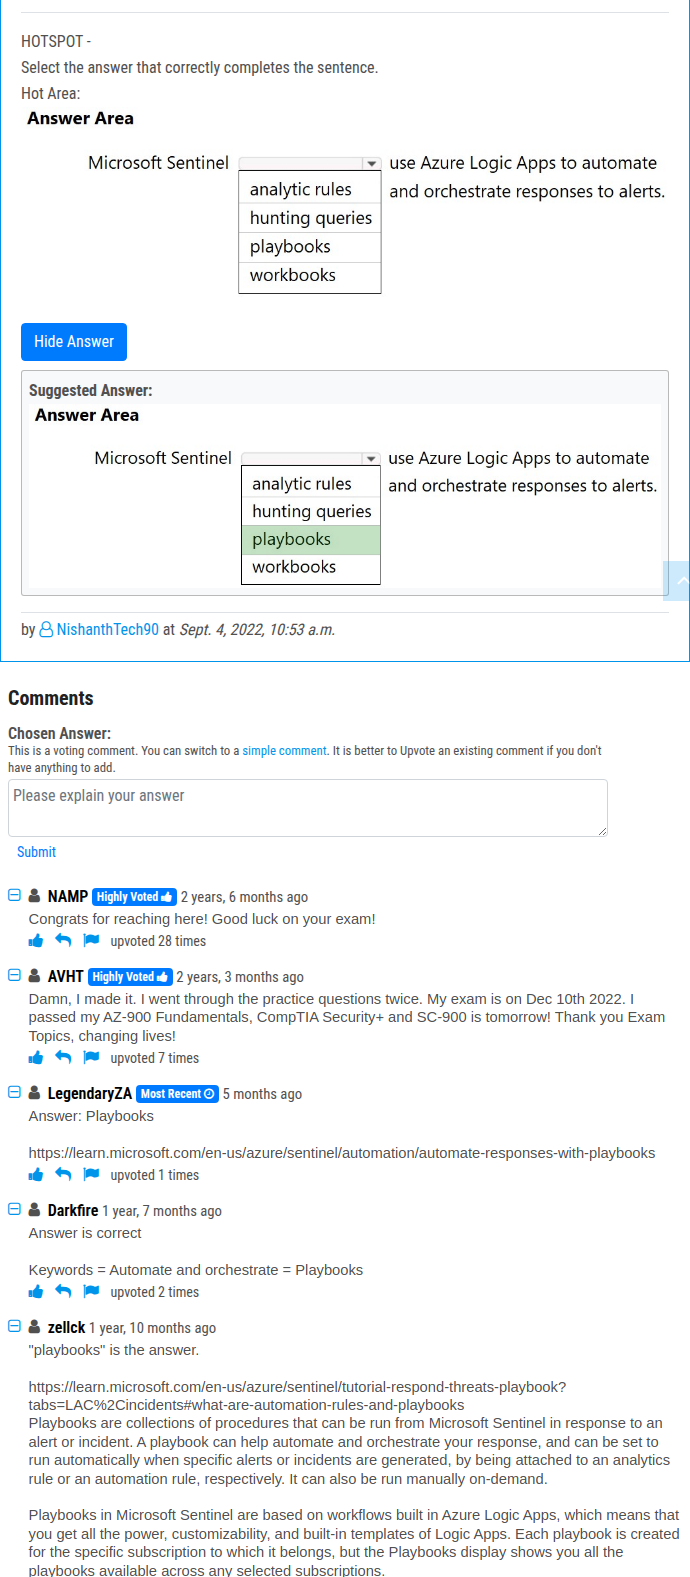 HOTSPOT -
Select the answer that correctly completes the sentence.
Hot Area:
Answer Area
Microsoft Sentinel use Azure Logic Apps to automate
and orchestrate responses to alerts.
analytic rules
hunting queries
playbooks
workbooks
Hide Answer
Suggested Answer:
Answer Area
Microsoft Sentinel use Azure Logic Apps to automate
and orchestrate responses to alerts.
analytic rules
hunting queries
playbooks
workbooks
by NishanthTech90 at Sept. 4, 2022, 10:53 a.m.
Comments
Chosen Answer:
This is a voting comment. You can switch to a simple comment. It is better to Upvote an existing comment if you don't
have anything to add.
Please explain your answer
Submit
NAMP Highly Voted 2 years, 6 months ago
Congrats for reaching here! Good luck on your exam!
upvoted 28 times
AVHT Highly Voted 2 years, 3 months ago
Damn, I made it. I went through the practice questions twice. My exam is on Dec 10th 2022. I
passed my AZ-900 Fundamentals, CompTIA Security+ and SC-900 is tomorrow! Thank you Exam
Topics, changing lives!
upvoted 7 times
LegendaryZA Most Recent 5 months ago
Answer: Playbooks
https://learn.microsoft.com/en-us/azure/sentinel/automation/automate-responses-with-playbooks
upvoted 1 times
Darkfire 1 year, 7 months ago
Answer is correct
Keywords = Automate and orchestrate = Playbooks
upvoted 2 times
zellck 1 year, 10 months ago
"playbooks" is the answer.
https://learn.microsoft.com/en-us/azure/sentinel/tutorial-respond-threats-playbook?
tabs=LAC%2Cincidents#what-are-automation-rules-and-playbooks
Playbooks are collections of procedures that can be run from Microsoft Sentinel in response to an
alert or incident. A playbook can help automate and orchestrate your response, and can be set to
run automatically when specific alerts or incidents are generated, by being attached to an analytics
rule or an automation rule, respectively. It can also be run manually on-demand.
Playbooks in Microsoft Sentinel are based on workflows built in Azure Logic Apps, which means that
you get all the power, customizability, and built-in templates of Logic Apps. Each playbook is created
for the specific subscription to which it belongs, but the Playbooks display shows you all the
playbooks available across any selected subscriptions.